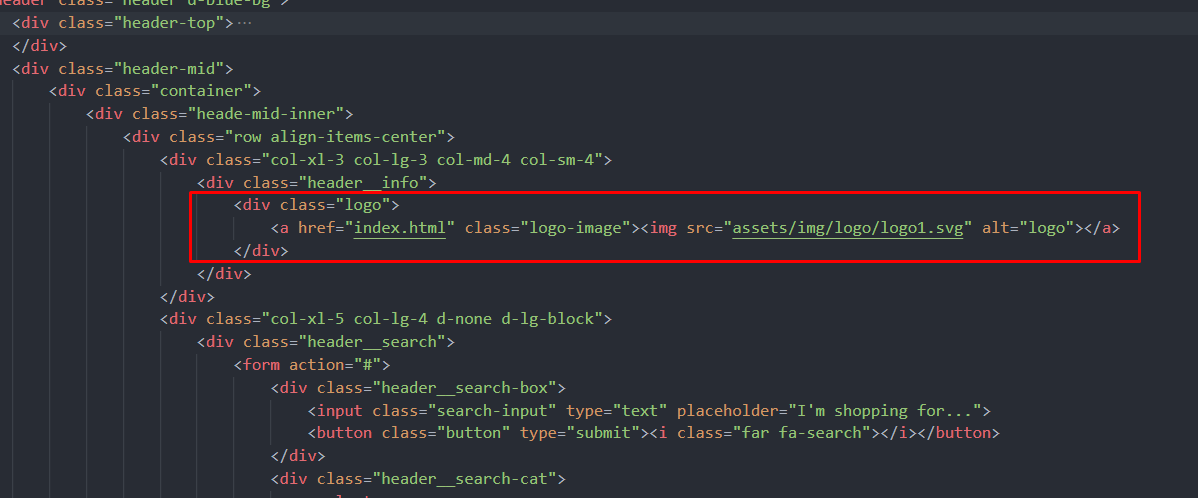 header class="header d-blue-bg">
<div class="header-top">...
</div>
<div class="header-mid">
<div class="container">
<div class="heade-mid-inner">
<div class="row align-items-center">
<div class="col-xl-3 col-lg-3 col-md-4 col-sm-4">
<div class="header__info">
<div class="logo">
<a href="index.html" class="logo-image"><img src="assets/img/logo/logo1.svg" alt="logo"></a>
</div>
</div>
</div>
<div class="col-xl-5 col-lg-4 d-none d-lg-block">
<div class="header__search">
<form action="#">
<div class="header__search-box">
<input class="search-input" type="text" placeholder="I'm shopping for...">
<button class="button" type="submit"><i class="far fa-search"></i></button>
</div>
<div class="header__search-cat">